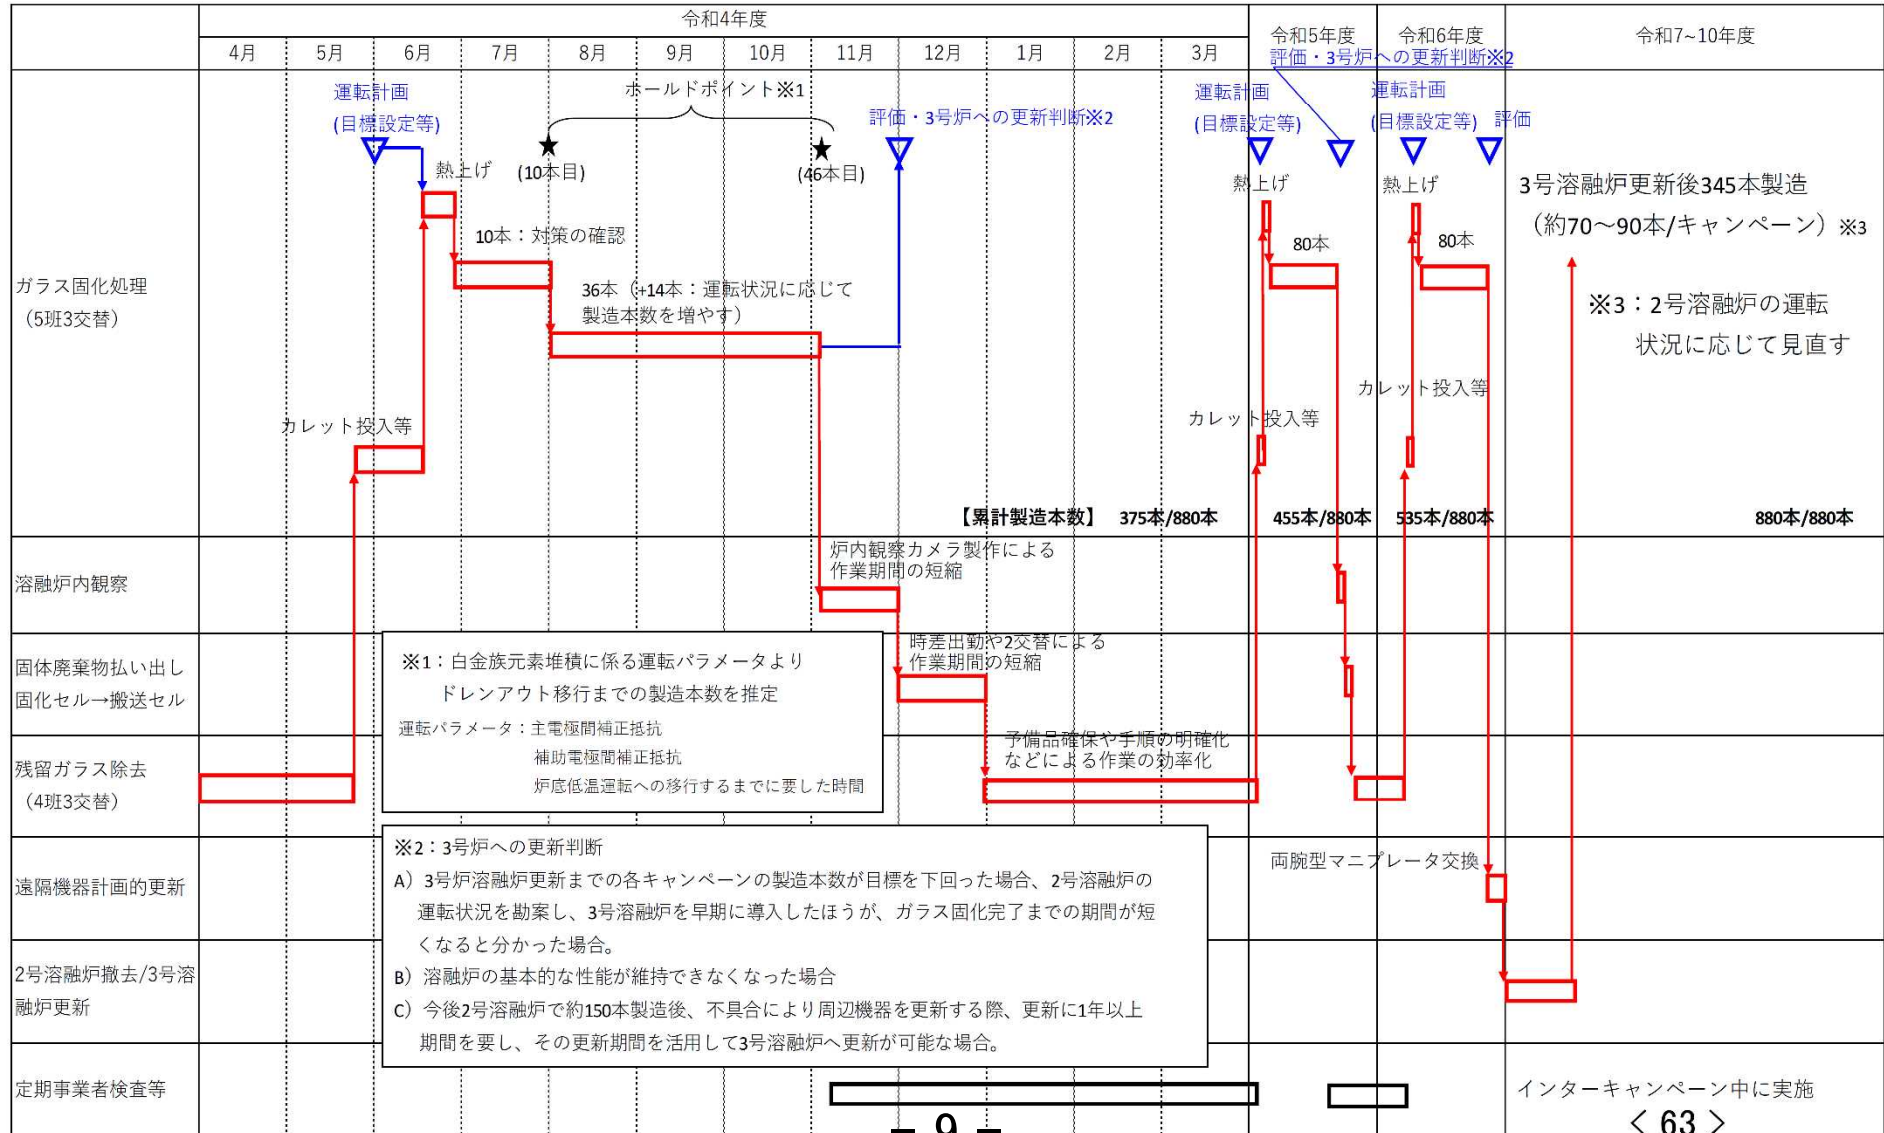 令和4年度
令和5年度
令和6年度
令和7~10年度
4月 5月 6月 7月 8月 9月 10月 11月 12月 1月 2月 3月
評価・3号炉への更新判断※2
ガラス固化処理
（5班3交替）
運転計画
(目標設定等)
ホールドポイント※1
熱上げ
(10本目)
(46本目)
評価・3号炉への更新判断※2
10本：対策の確認
36本（+14本：運転状況に応じて
製造本数を増やす）
カレット投入等
運転計画
(目標設定等)
熱上げ
80本
カレット投入等
運転計画
(目標設定等)
評価
熱上げ
80本
カレット投入等
3号溶融炉更新後345本製造
（約70～90本/キャンペーン）※3
※3：2号溶融炉の運転
状況に応じて見直す
【累計製造本数】 375本/880本 455本/880本 535本/880本 880本/880本
溶融炉内観察
炉内観察カメラ製作による
作業期間の短縮
固体廃棄物払い出し
固化セル→搬送セル
時差出勤や2交替による
作業期間の短縮
残留ガラス除去
（4班3交替）
予備品確保や手順の明確化
などによる作業の効率化
※1：白金族元素堆積に係る運転パラメータより
ドレンアウト移行までの製造本数を推定
運転パラメータ：主電極間補正抵抗
補助電極間補正抵抗
炉底低温運転への移行するまでに要した時間
遠隔機器計画的更新
両腕型マニプレータ交換
※2：3号炉への更新判断
A）3号炉溶融炉更新までの各キャンペーンの製造本数が目標を下回った場合、2号溶融炉の
運転状況を勘案し、3号溶融炉を早期に導入したほうが、ガラス固化完了までの期間が短
くなると分かった場合。
B）溶融炉の基本的な性能が維持できなくなった場合
C）今後2号溶融炉で約150本製造後、不具合により周辺機器を更新する際、更新に1年以上
期間を要し、その更新期間を活用して3号溶融炉へ更新が可能な場合。
2号溶融炉撤去/3号溶
融炉更新
定期事業者検査等
インターキャンペーン中に実施
- 9 -
< 63 >